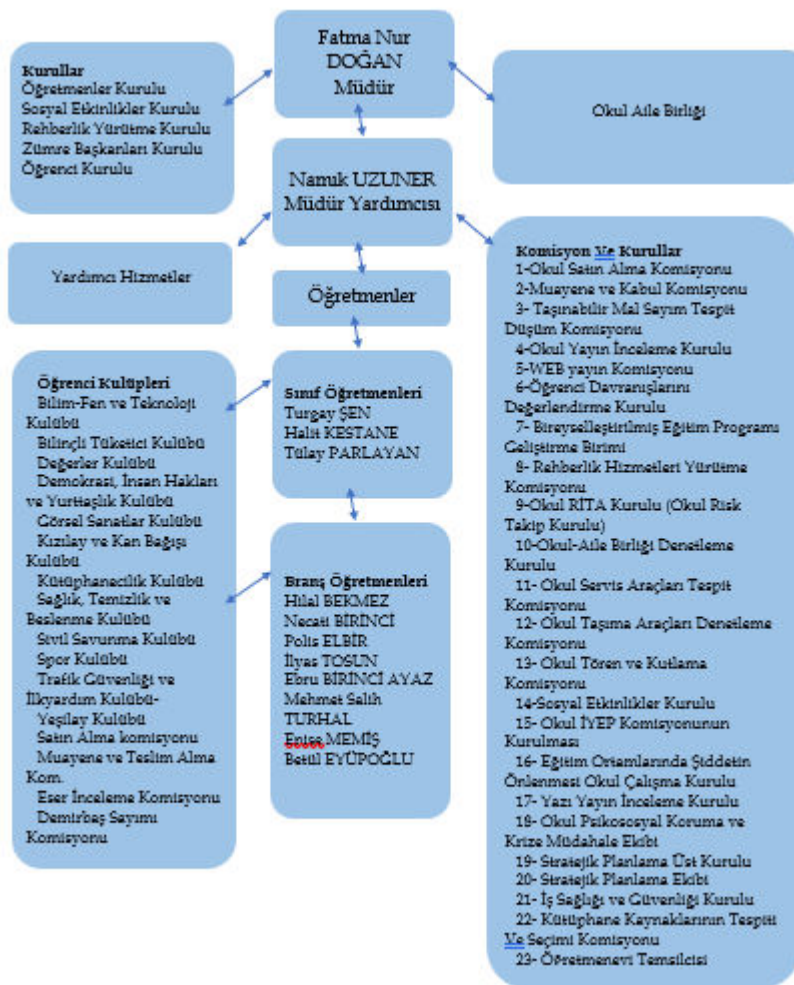 Fatma Nur
DOĞAN
Müdür
Kurullar
Öğretmenler Kurulu
Sosyal Etkinlikler Kurulu
Rehberlik Yürütme Kurulu
Zümre Başkanları Kurulu
Öğrenci Kurulu
Okul Aile Birliği
Namık UZUNER
Müdür Yardımcısı
Yardımcı Hizmetler
Öğretmenler
Komisyon Ve Kurullar
1-Okul Satın Alma Komisyonu
2-Muayene ve Kabul Komisyonu
3- Taşınabilir Mal Sayım Tespit
Düşüm Komisyonu
4-Okul Yayın İnceleme Kurulu
5-WEB yayın Komisyonu
6-Öğrenci Davranışlarını
Değerlendirme Kurulu
7- Bireyselleştirilmiş Eğitim Programı
Geliştirme Birimi
8- Rehberlik Hizmetleri Yürütme
Komisyonu
9-Okul RİTA Kurulu (Okul Risk
Takip Kurulu)
10-Okul-Aile Birliği Denetleme
Kurulu
11- Okul Servis Araçları Tespit
Komisyonu
12- Okul Taşıma Araçları Denetleme
Komisyonu
13- Okul Tören ve Kutlama
Komisyonu
14-Sosyal Etkinlikler Kurulu
15- Okul İYEP Komisyonunun
Kurulması
16- Eğitim Ortamlarında Şiddetin
Önlenmesi Okul Çalışma Kurulu
17- Yazı Yayın İnceleme Kurulu
18- Okul Psikososyal Koruma ve
Krize Müdahale Ekibi
19- Stratejik Planlama Üst Kurulu
20- Stratejik Planlama Ekibi
21- İş Sağlığı ve Güvenliği Kurulu
22- Kütüphane Kaynaklarının Tespiti
Ve Seçimi Komisyonu
23- Öğretmenevi Temsilcisi
Öğrenci Kulüpleri
Bilim-Fen ve Teknoloji
Kulübü
Bilinçli Tüketici Kulübü
Değerler Kulübü
Demokrasi, İnsan Hakları
ve Yurttaşlık Kulübü
Görsel Sanatlar Kulübü
Kızılay ve Kan Bağışı
Kulübü
Kütüphanecilik Kulübü
Sağlık, Temizlik ve
Beslenme Kulübü
Sivil Savunma Kulübü
Spor Kulübü
Trafik Güvenliği ve
İlkyardım Kulübü-
Yeşilay Kulübü
Satın Alma komisyonu
Muayene ve Teslim Alma
Kom.
Eser İnceleme Komisyonu
Demirbaş Sayımı
Komisyonu
Sınıf Öğretmenleri
Turgay ŞEN
Halit KESTANE
Tülay PARLAYAN
Branş Öğretmenleri
Hilal BEKMEZ
Necati BİRİNCİ
Polis ELBİR
İlyas TOSUN
Ebru BİRİNCİ AYAZ
Mehmet Salih
TURHAL
Enise MEMİŞ
Betül EYÜPOĞLU